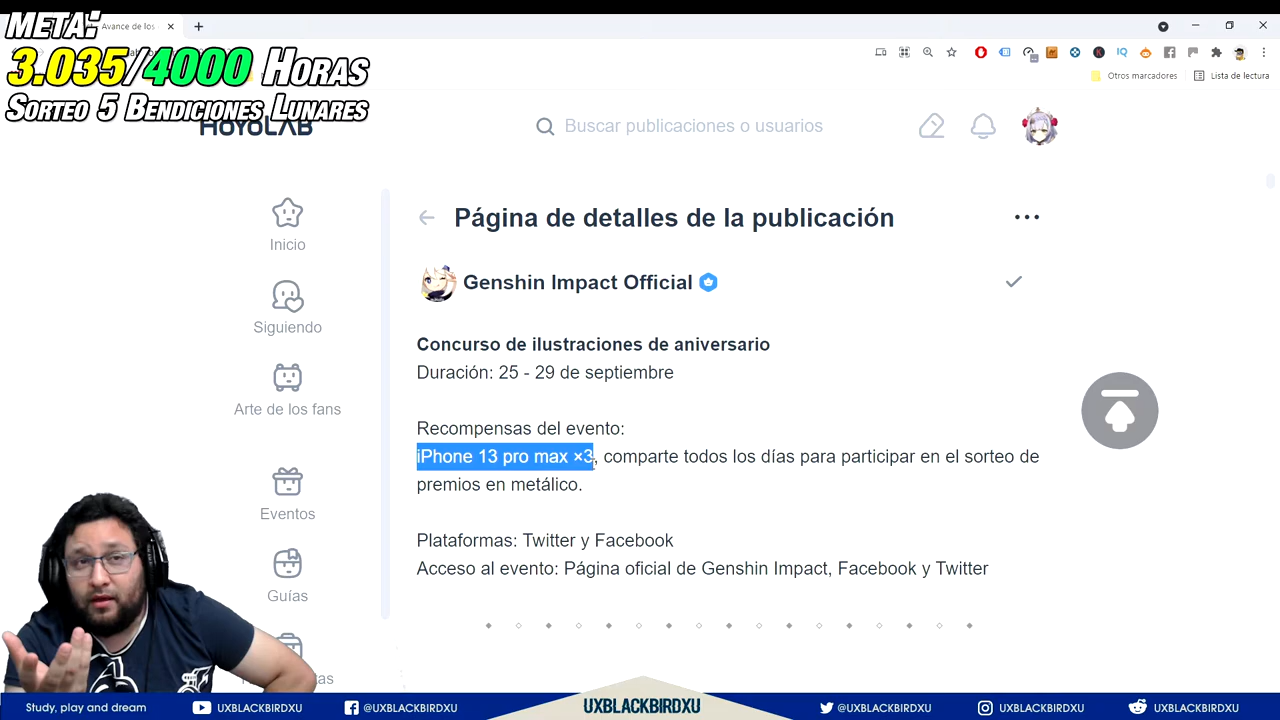 META:
3.035/4000 HORAS
SORTEO 5 BENDICIONES LUNARES
Avance de los
Otros marcadores
Lista de lectura
HOYOLAB
Buscar publicaciones o usuarios
Inicio
Siguiendo
Arte de los fans
Eventos
Guías
tas
Página de detalles de la publicación
Genshin Impact Official
Concurso de ilustraciones de aniversario
Duración: 25 - 29 de septiembre
Recompensas del evento:
iPhone 13 pro max ×3, comparte todos los días para participar en el sorteo de
premios en metálico.
Plataformas: Twitter y Facebook
Acceso al evento: Página oficial de Genshin Impact, Facebook y Twitter
Study, play and dream
UXBLACKBIRDXU
@UXBLACKBIRDXU
UXBLACKBIRDXU
@UXBLACKBIRDXU
UXBLACKBIRDXU
UXBLACKBIRDXU